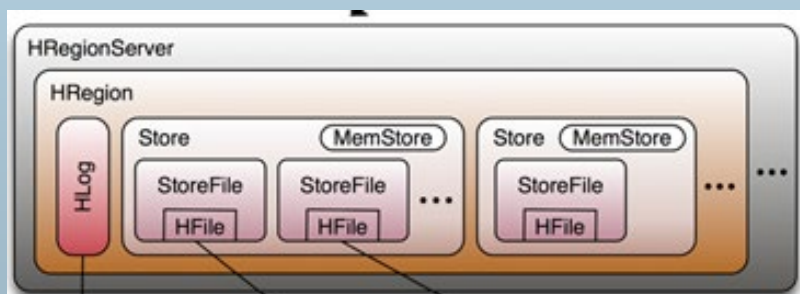 HRegionServer
HRegion
HLog
Store
MemStore
StoreFile
HFile
StoreFile
HFile
...
Store
MemStore
StoreFile
HFile
...
...